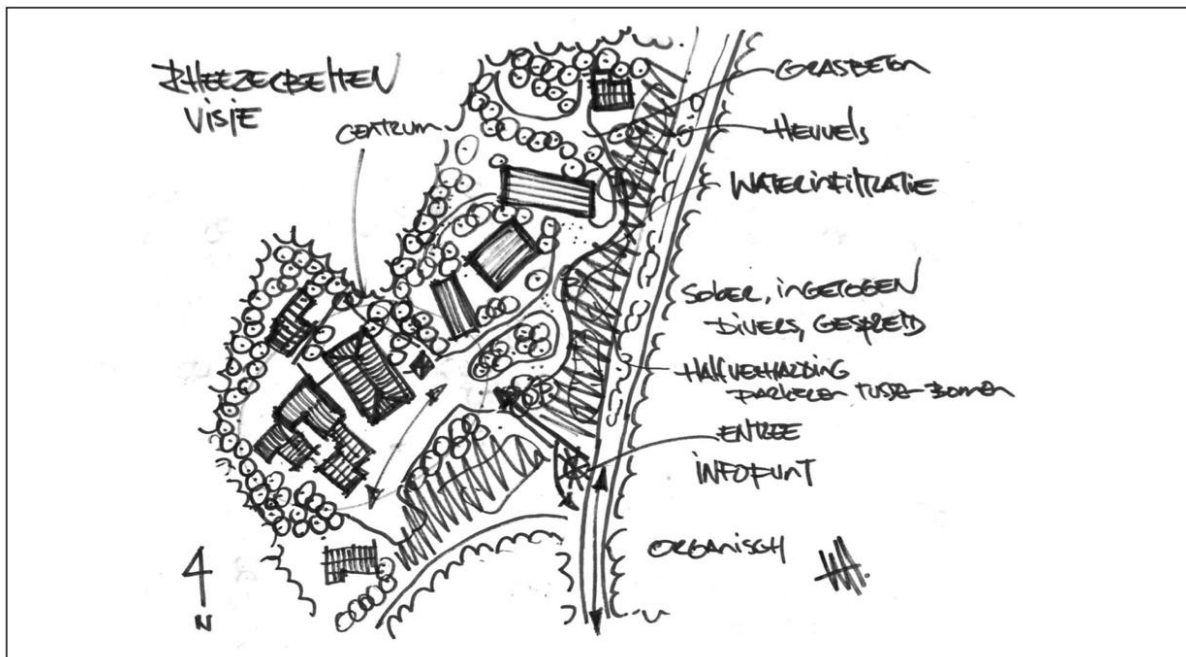 RHEEZERBELTEN
VISIE
CENTRUM
GRASBETON
HEUVELS
WATERINFILTRATIE
SOBER, INGETOGEN
DIVERS, GESPREID
HALFVERHARDING
PARKEREN TUSSEN BOMEN
ENTREE
INFOPUNT
ORGANISCH
N